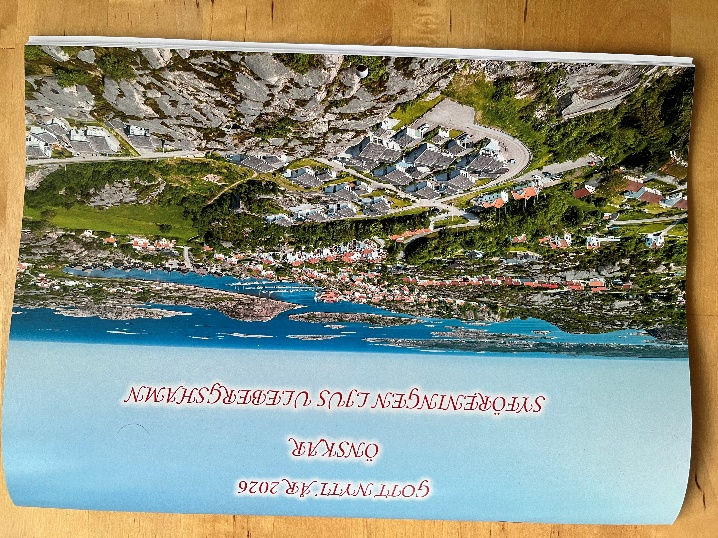 GOTT NYTT ÅR 2026
ÖNSKAR
SYFÖRENINGEN LJUS ULEBERGSHAMN